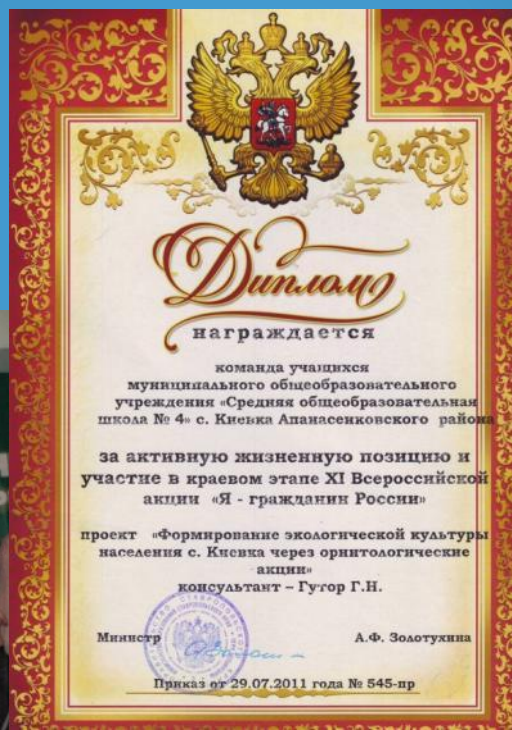 Диплом
награждается
команда учащихся
муниципального общеобразовательного
учреждения «Средняя общеобразовательная
школа № 4» с. Киевка Апанасенковского района
за активную жизненную позицию и
участие в краевом этапе XI Всероссийской
акции «Я - гражданин России»
проект «Формирование экологической культуры
населения с. Киевка через орнитологические
акции»
консультант – Гутор Г.Н.
Министр А.Ф. Золотухина
Приказ от 29.07.2011 года № 545-пр